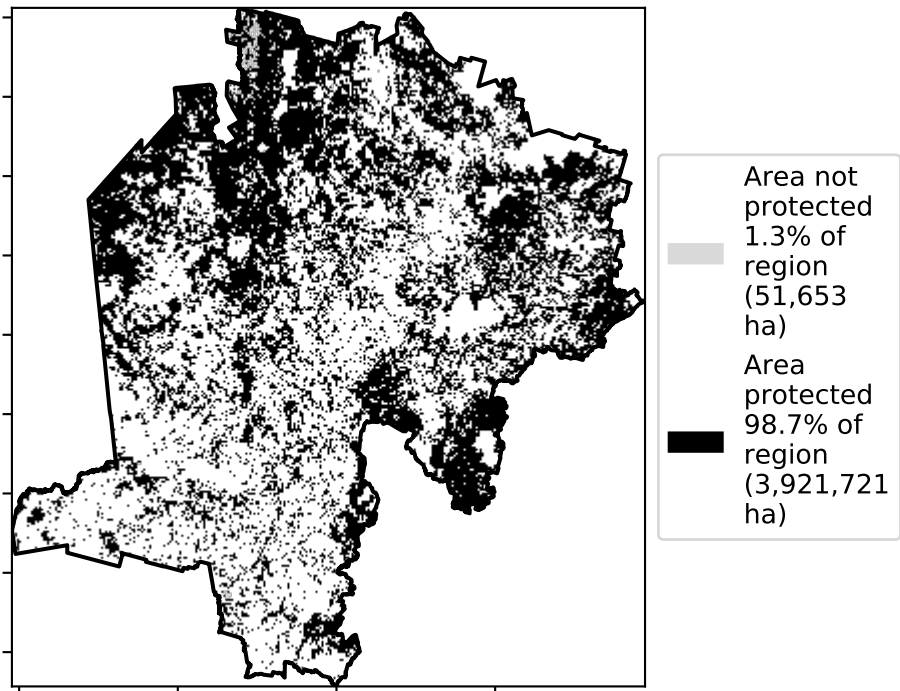 Area not
protected
1.3% of
region
(51,653
ha)
Area
protected
98.7% of
region
(3,921,721
ha)